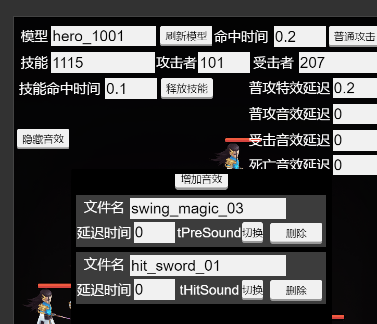 模型 hero_1001 刷新模型 命中时间 0.2 普通攻击
技能 1115 攻击者 101 受击者 207
技能命中时间 0.1 释放技能 普攻特效延迟 0.2
普攻音效延迟 0
隐藏音效 受击音效延迟 0
死亡音效延迟 0
增加音效
文件名 swing_magic_03
延迟时间 0 tPreSound 切换 删除
文件名 hit_sword_01
延迟时间 0 tHitSound 切换 删除